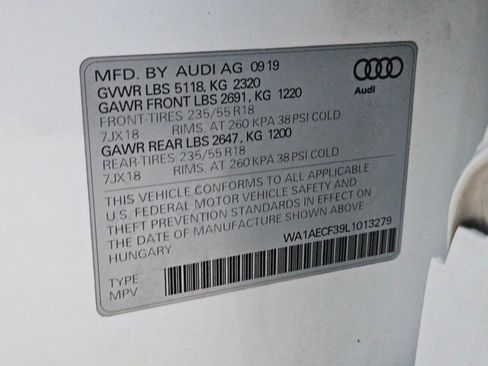 MFD. BY AUDI AG 09 19
GVWR LBS 5118, KG 2320
GAWR FRONT LBS 2691, KG 1220
FRONT-TIRES 235/55 R18
7JX18 RIMS, AT 260 KPA 38 PSI COLD
GAWR REAR LBS 2647, KG 1200
REAR-TIRES 235/55 R18
7JX18 RIMS, AT 260 KPA 38 PSI COLD
THIS VEHICLE CONFORMS TO ALL APPLICABLE
U.S. FEDERAL MOTOR VEHICLE SAFETY AND
THEFT PREVENTION STANDARDS IN EFFECT ON
THE DATE OF MANUFACTURE SHOWN ABOVE
HUNGARY
WA1AECF39L1013279
TYPE
MPV
Audi